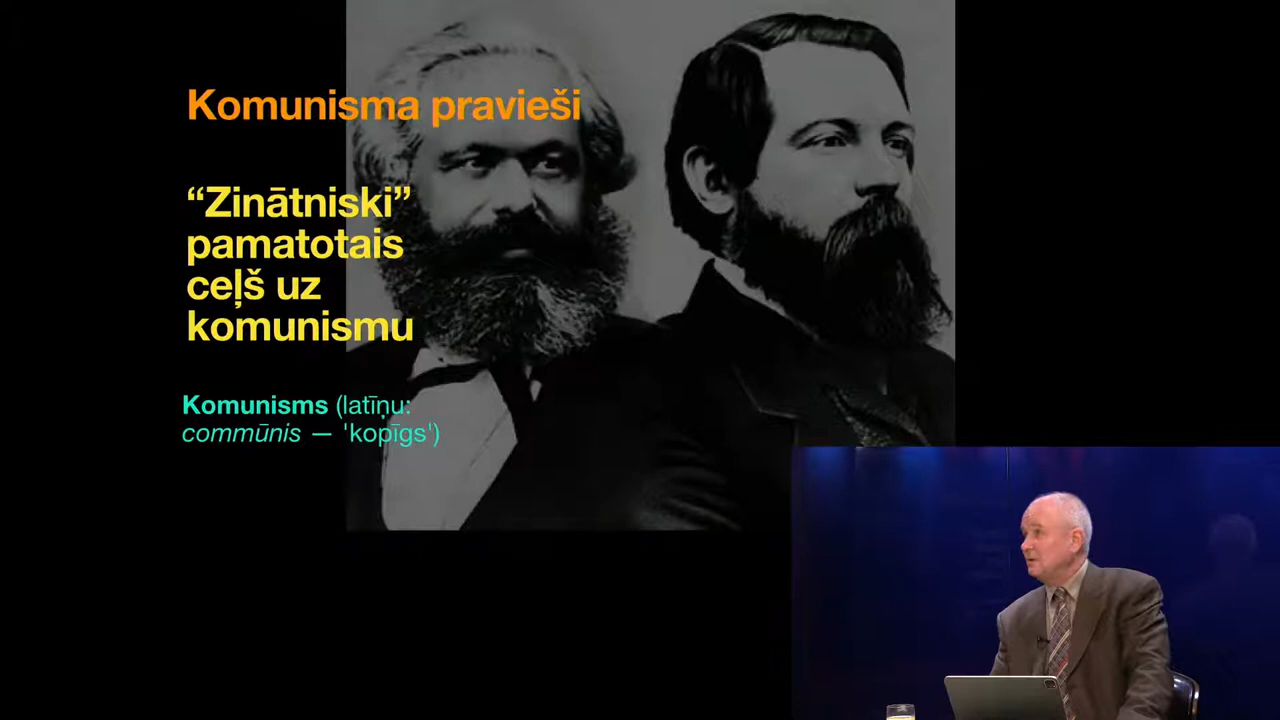 Komunisma pravieši
“Zinātniski”
pamatotais
ceļš uz
komunismu
Komunisms (latīņu:
commūnis — 'kopīgs')